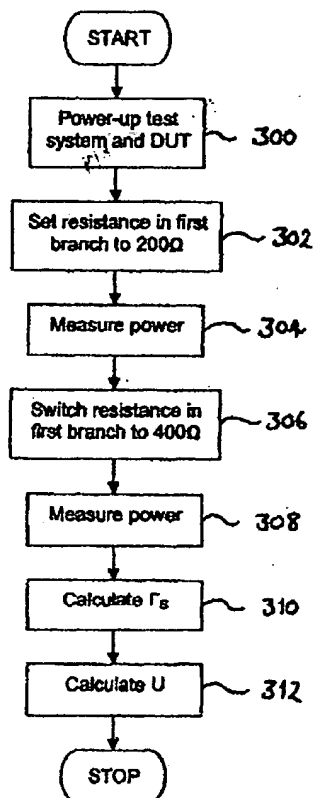 START
Power-up test
system and DUT
300
Set resistance in first
branch to 200Ω
302
Measure power
304
Switch resistance in
first branch to 400Ω
306
Measure power
308
Calculate Γs
310
Calculate U
312
STOP